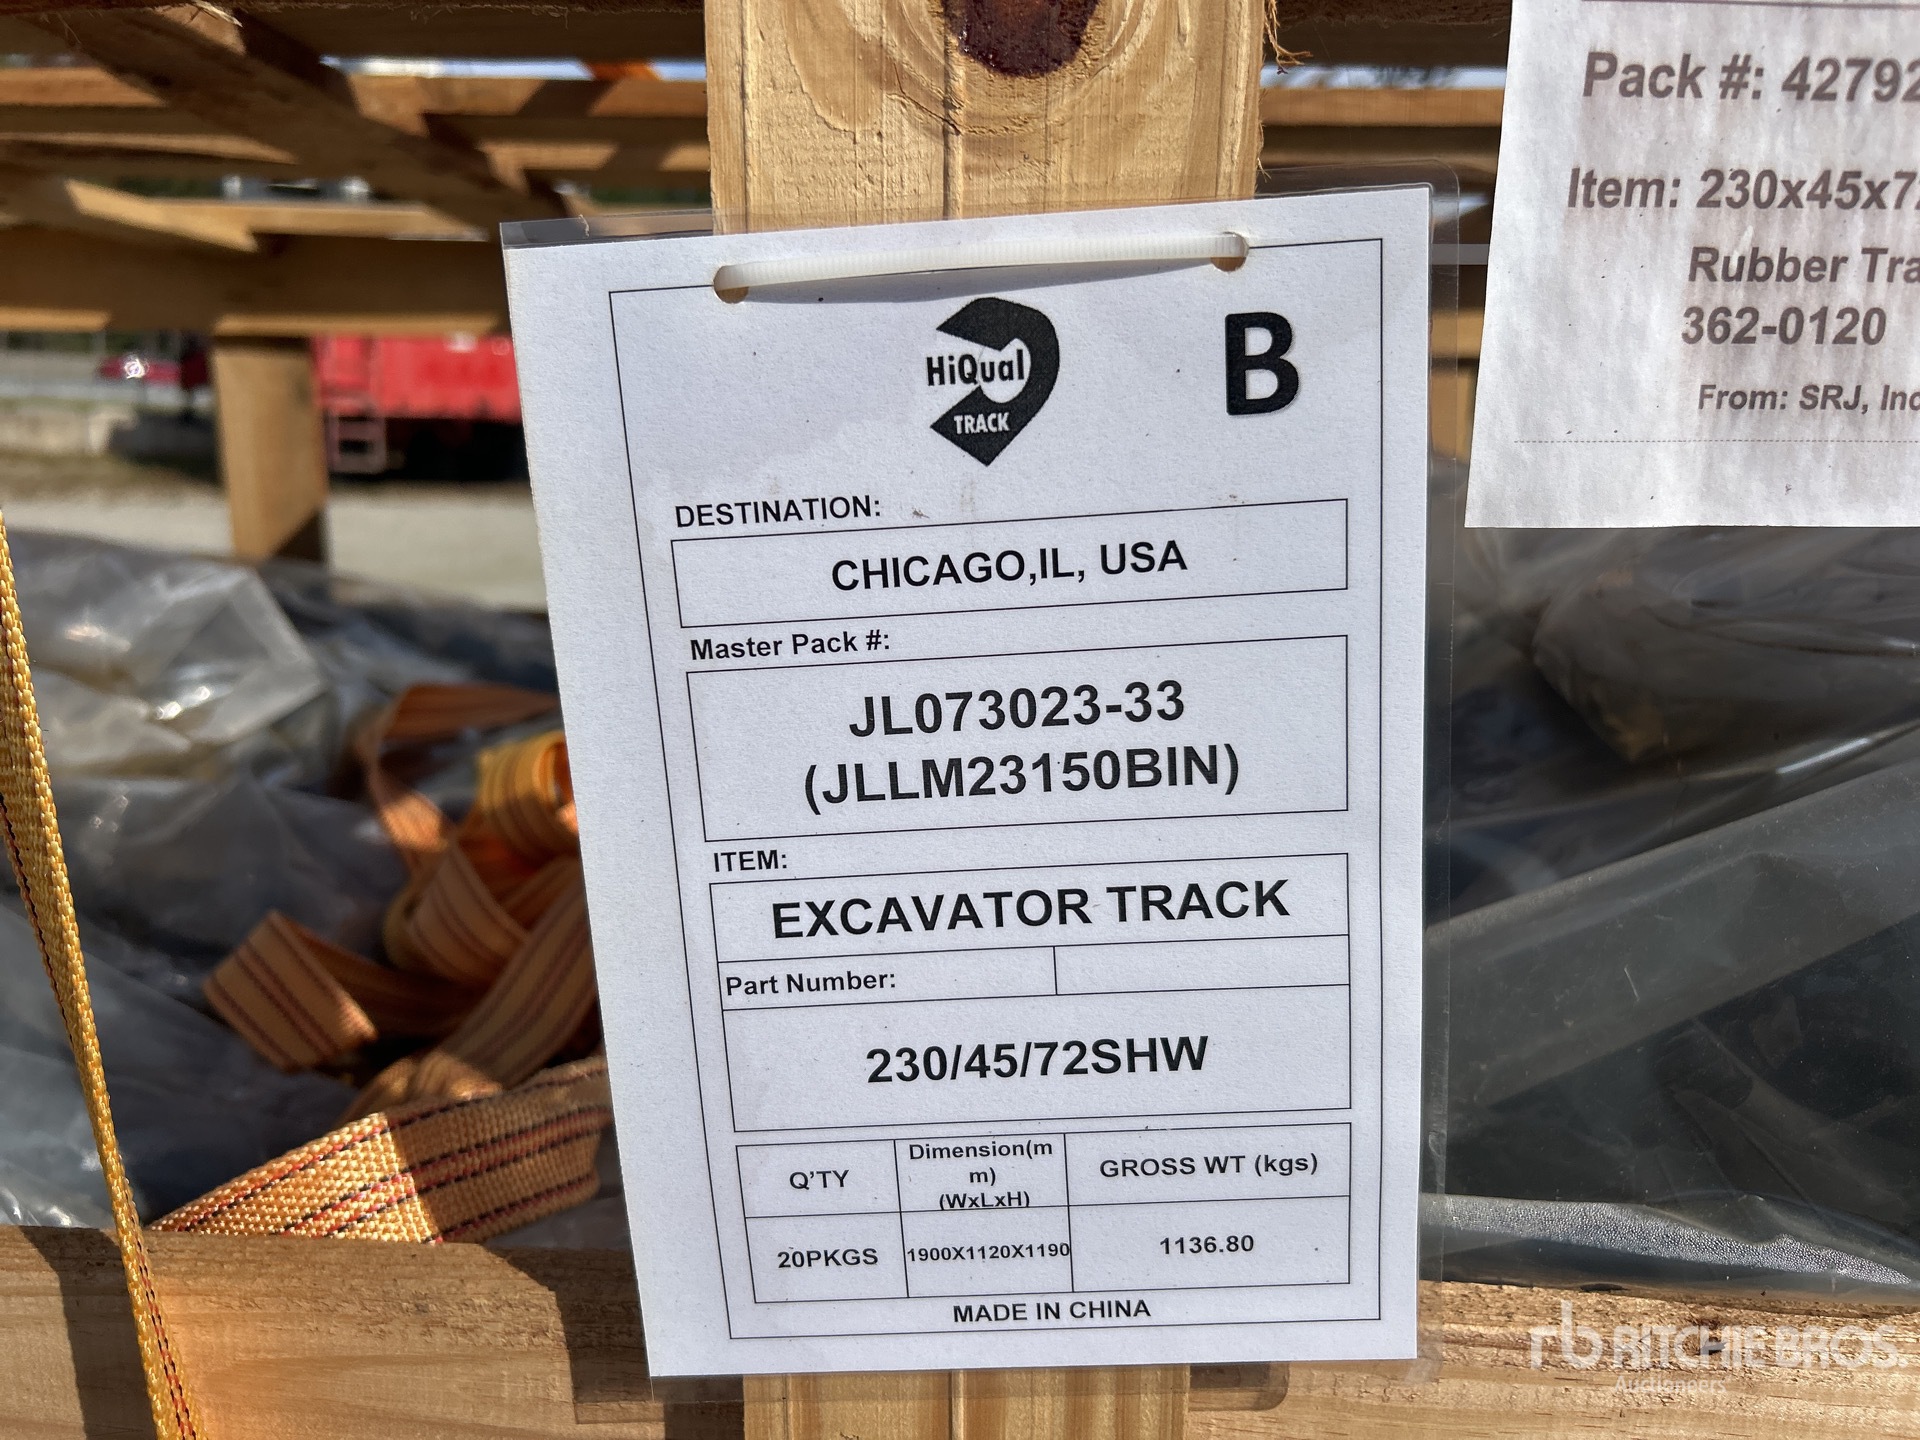 HiQual
TRACK
B
DESTINATION:
CHICAGO,IL, USA
Master Pack #:
JL073023-33
(JLLM23150BIN)
ITEM:
EXCAVATOR TRACK
Part Number:
230/45/72SHW
Q'TY
Dimension(m
m)
(WxLxH)
GROSS WT (kgs)
20PKGS
1900X1120X1190
1136.80
MADE IN CHINA
Pack #: 42792
Item: 230x45x7
Rubber Tra
362-0120
From: SRJ, Inc
rb RITCHIE BROS.
Auctioneers